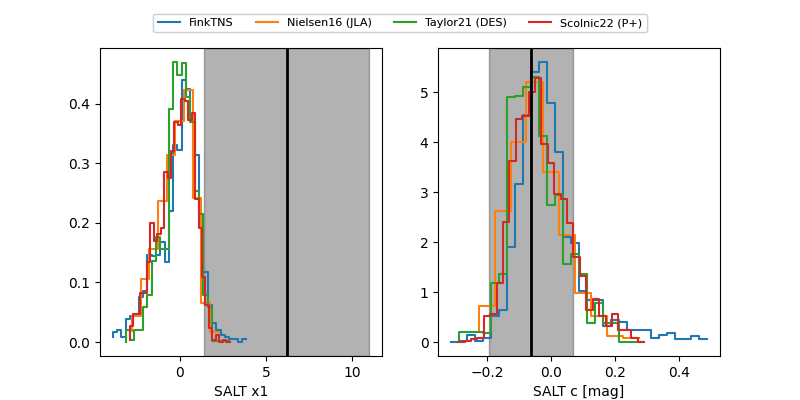 FinkTNS Nielsen16 (JLA) Taylor21 (DES) Scolnic22 (P+)
0.4
0.3
0.2
0.1
0.0
0 5 10
SALT x1
5
4
3
2
1
0
−0.2 0.0 0.2 0.4
SALT c [mag]